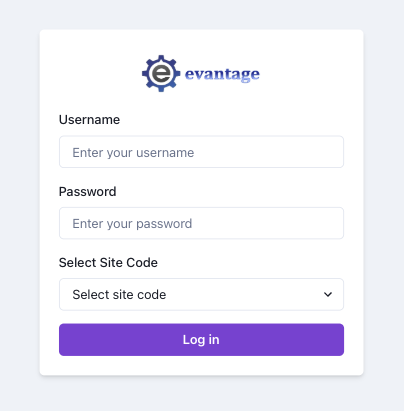 evantage
Username
Enter your username
Password
Enter your password
Select Site Code
Select site code
Log in